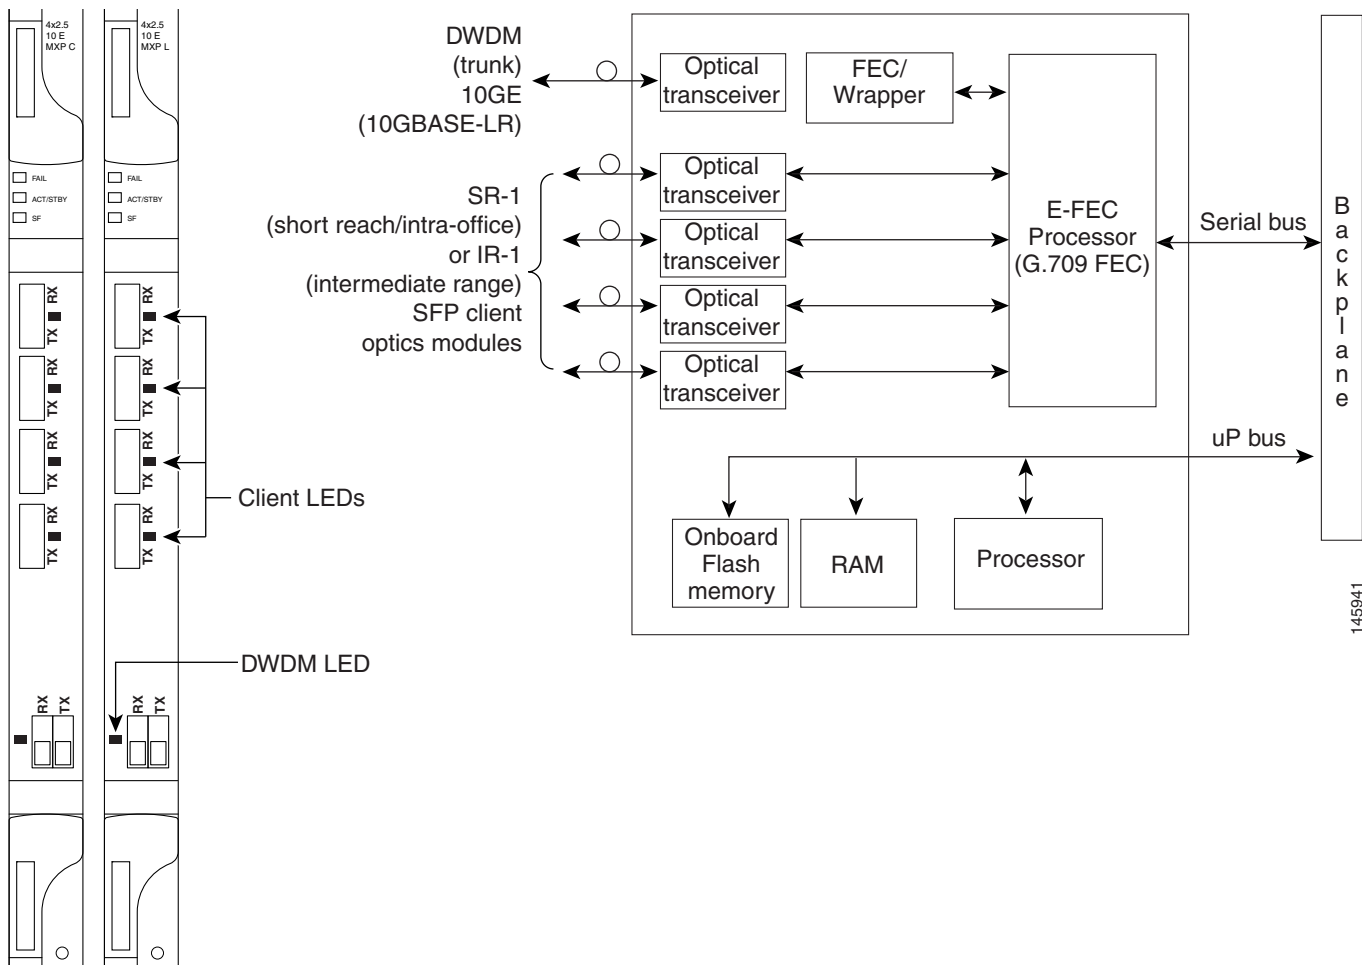 4x2.5
10 E
MXP C
FAIL
ACT/STBY
SF
RX
TX
RX
TX
RX
TX
RX
TX
RX
TX
4x2.5
10 E
MXP L
FAIL
ACT/STBY
SF
RX
TX
RX
TX
RX
TX
RX
TX
RX
TX
Client LEDs
DWDM LED
DWDM
(trunk)
10GE
(10GBASE-LR)
SR-1
(short reach/intra-office)
or IR-1
(intermediate range)
SFP client
optics modules
Optical
transceiver
FEC/
Wrapper
Optical
transceiver
Optical
transceiver
Optical
transceiver
Optical
transceiver
E-FEC
Processor
(G.709 FEC)
Serial bus
uP bus
Onboard
Flash
memory
RAM
Processor
Backplane
145941